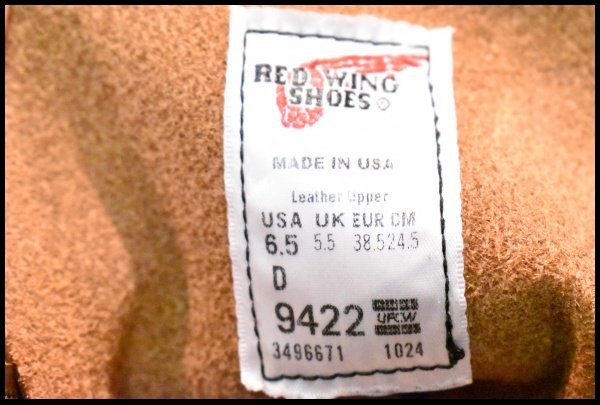 RED WING
SHOES®
MADE IN USA
Leather Upper
USA UK EUR CM
6.5 5.5 38.5 24.5
D
9422 UFCW
3496671 1024